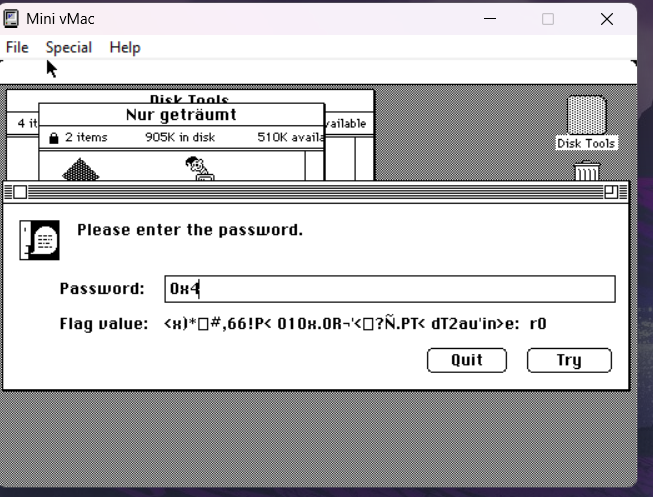 Mini vMac
File Special Help
Disk Tools
Nur geträumt
4 it
vailable
2 items 905K in disk 510K availa
Disk Tools
Please enter the password.
Password: 0x4
Flag value: <x)*□#,66!P< 010x.0R¬'<□?Ñ.PT< dT2au'in>e: r0
Quit Try